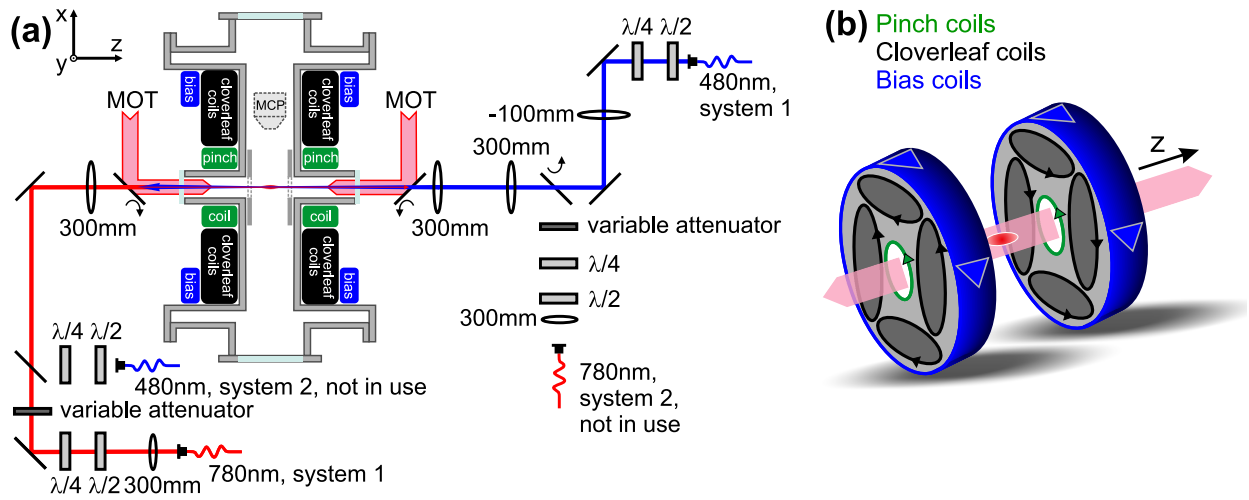 (a)
x
y
z
MOT
MOT
bias
cloverleaf
coils
MCP
cloverleaf
coils
bias
pinch
pinch
300mm
coil
coil
300mm
300mm
-100mm
λ/4 λ/2
480nm,
system 1
bias
cloverleaf
coils
cloverleaf
coils
bias
variable attenuator
λ/4
λ/2
300mm
780nm,
system 2,
not in use
λ/4 λ/2
480nm, system 2, not in use
variable attenuator
λ/4 λ/2 300mm
780nm, system 1
(b)
Pinch coils
Cloverleaf coils
Bias coils
z